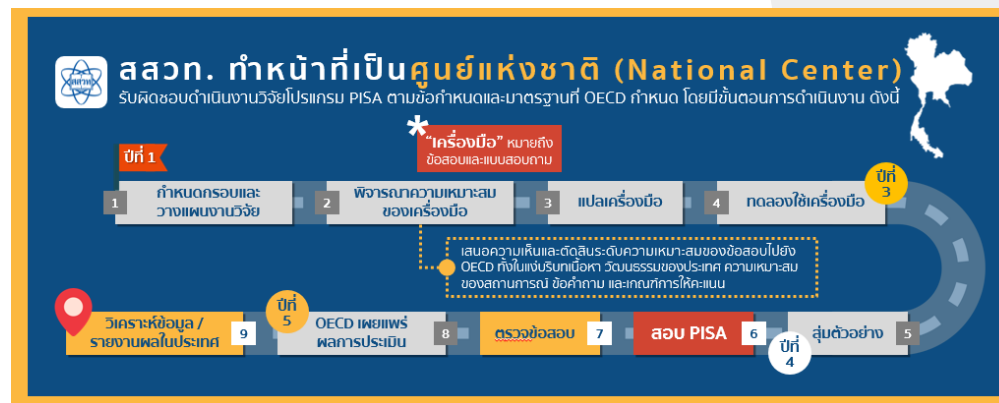 สสวท. ทำหน้าที่เป็นศูนย์แห่งชาติ (National Center)
รับผิดชอบดำเนินงานวิจัยโปรแกรม PISA ตามข้อกำหนดและมาตรฐานที่ OECD กำหนด โดยมีขั้นตอนการดำเนินงาน ดังนี้
*
"เครื่องมือ" หมายถึง
ข้อสอบและแบบสอบถาม
ปีที่ 1
1
กำหนดกรอบและ
วางแผนงานวิจัย
2
พิจารณาความเหมาะสม
ของเครื่องมือ
3
แปลเครื่องมือ
4
ทดลองใช้เครื่องมือ
ปีที่
3
เสนอความเห็นและตัดสินระดับความเหมาะสมของข้อสอบไปยัง
OECD ทั้งในแง่บริบทเนื้อหา วัฒนธรรมของประเทศ ความเหมาะสม
ของสถานการณ์ ข้อคำถาม และเกณฑ์การให้คะแนน
สุ่มตัวอย่าง
5
ปีที่
4
สอบ PISA
6
ตรวจข้อสอบ
7
OECD เผยแพร่
ผลการประเมิน
8
ปีที่
5
วิเคราะห์ข้อมูล /
รายงานผลในประเทศ
9